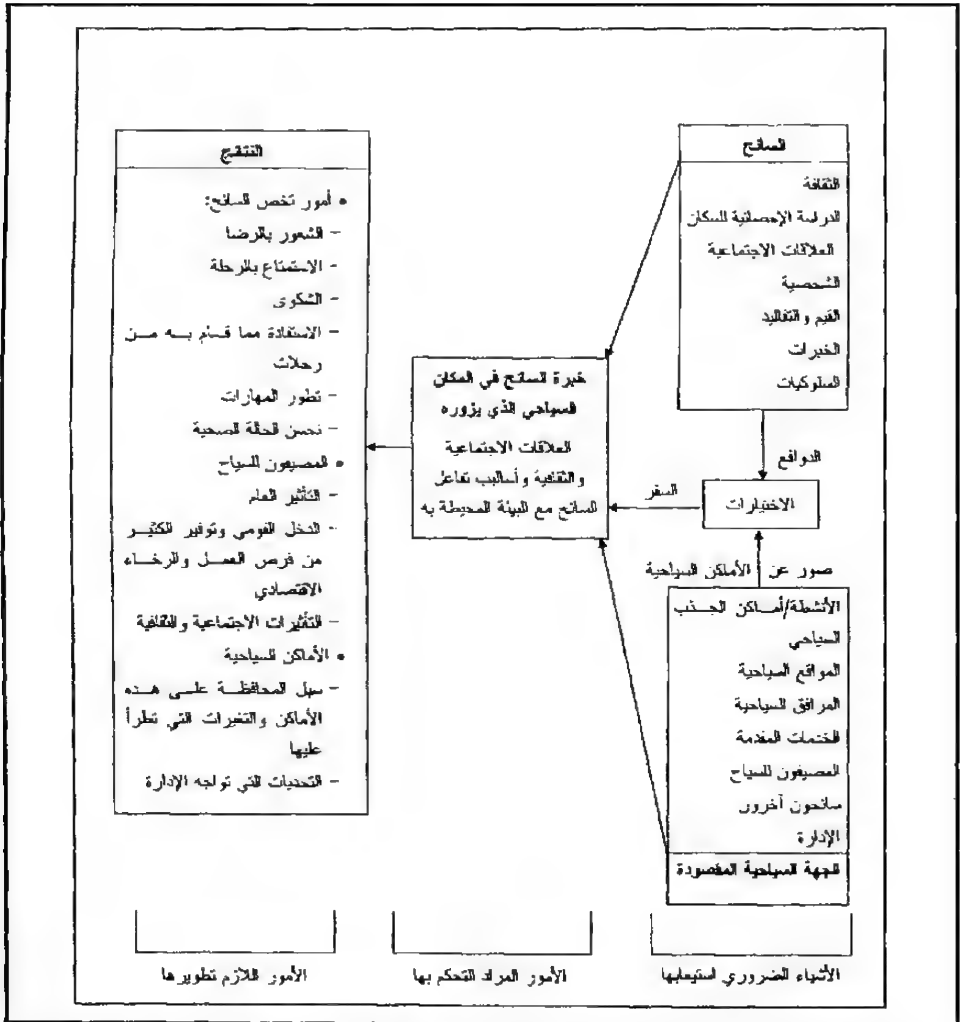 السائح
الثقافة
الدراسة الإحصائية للسكان
العلاقات الاجتماعية
الشخصية
القيم والتقاليد
الخبرات
السلوكيات
الدوافع
الاختيارات
السفر
صور عن الأماكن السياحية
الأنشطة/أماكن الجذب
السياحي
المواقع السياحية
المرافق السياحية
الخدمات المقدمة
المضيفون للسياح
سائحون آخرون
الإدارة
الجهة السياحية المقصودة
خبرة السائح في المكان
السياحي الذي يزوره
العلاقات الاجتماعية
والثقافية وأساليب تفاعل
السائح مع البيئة المحيطة به
النتائج
• أمور تخص السائح:
- الشعور بالرضا
- الاستمتاع بالرحلة
- الشكوى
- الاستفادة مما قام به من
رحلات
- تطور المهارات
- تحسن الحالة الصحية
• المضيفون للسياح
- التأثير العام
- الدخل القومي وتوفير الكثير
من فرص العمل والرخاء
الاقتصادي
- التأثيرات الاجتماعية والثقافية
• الأماكن السياحية
- سبل المحافظة على هذه
الأماكن والتغيرات التي تطرأ
عليها
- التحديات التي تواجه الإدارة
الأشياء الضروري استيعابها
الأمور المراد التحكم بها
الأمور اللازم تطويرها